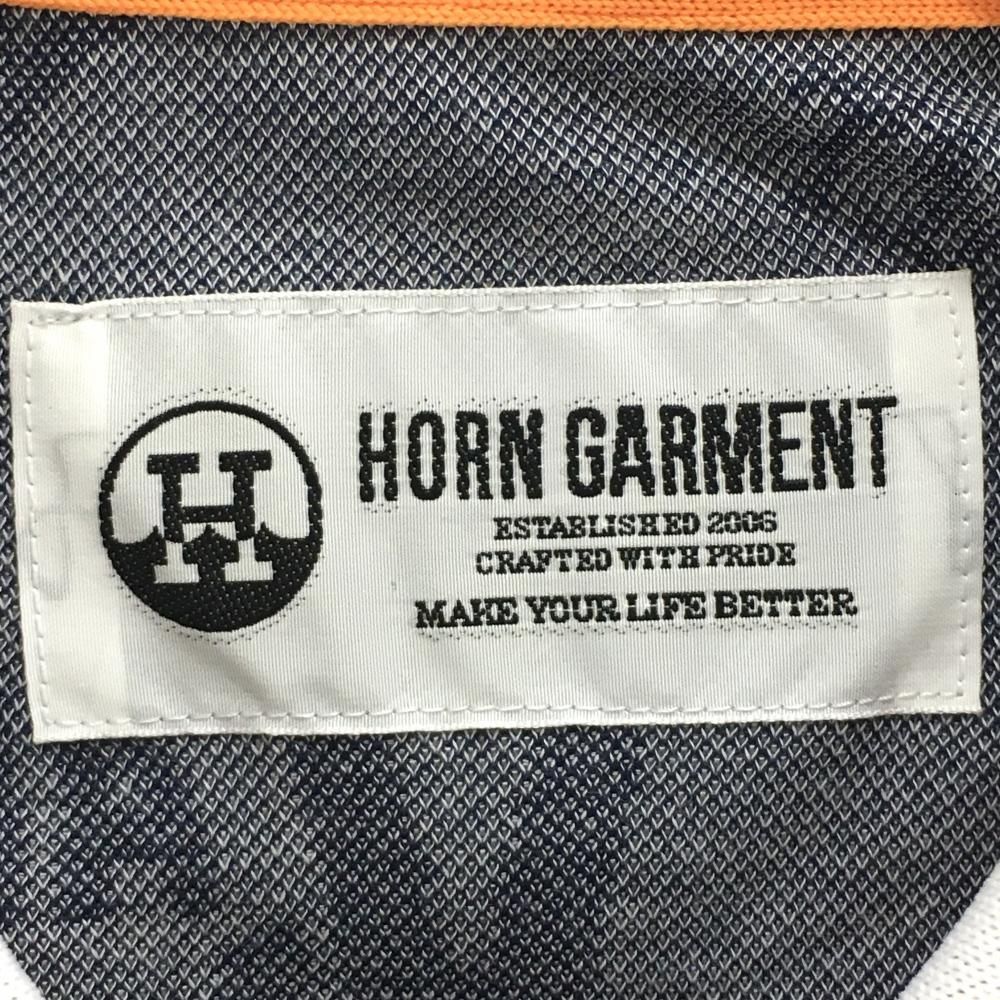 H
HORN GARMENT
ESTABLISHED 2006
CRAFTED WITH PRIDE
MAKE YOUR LIFE BETTER